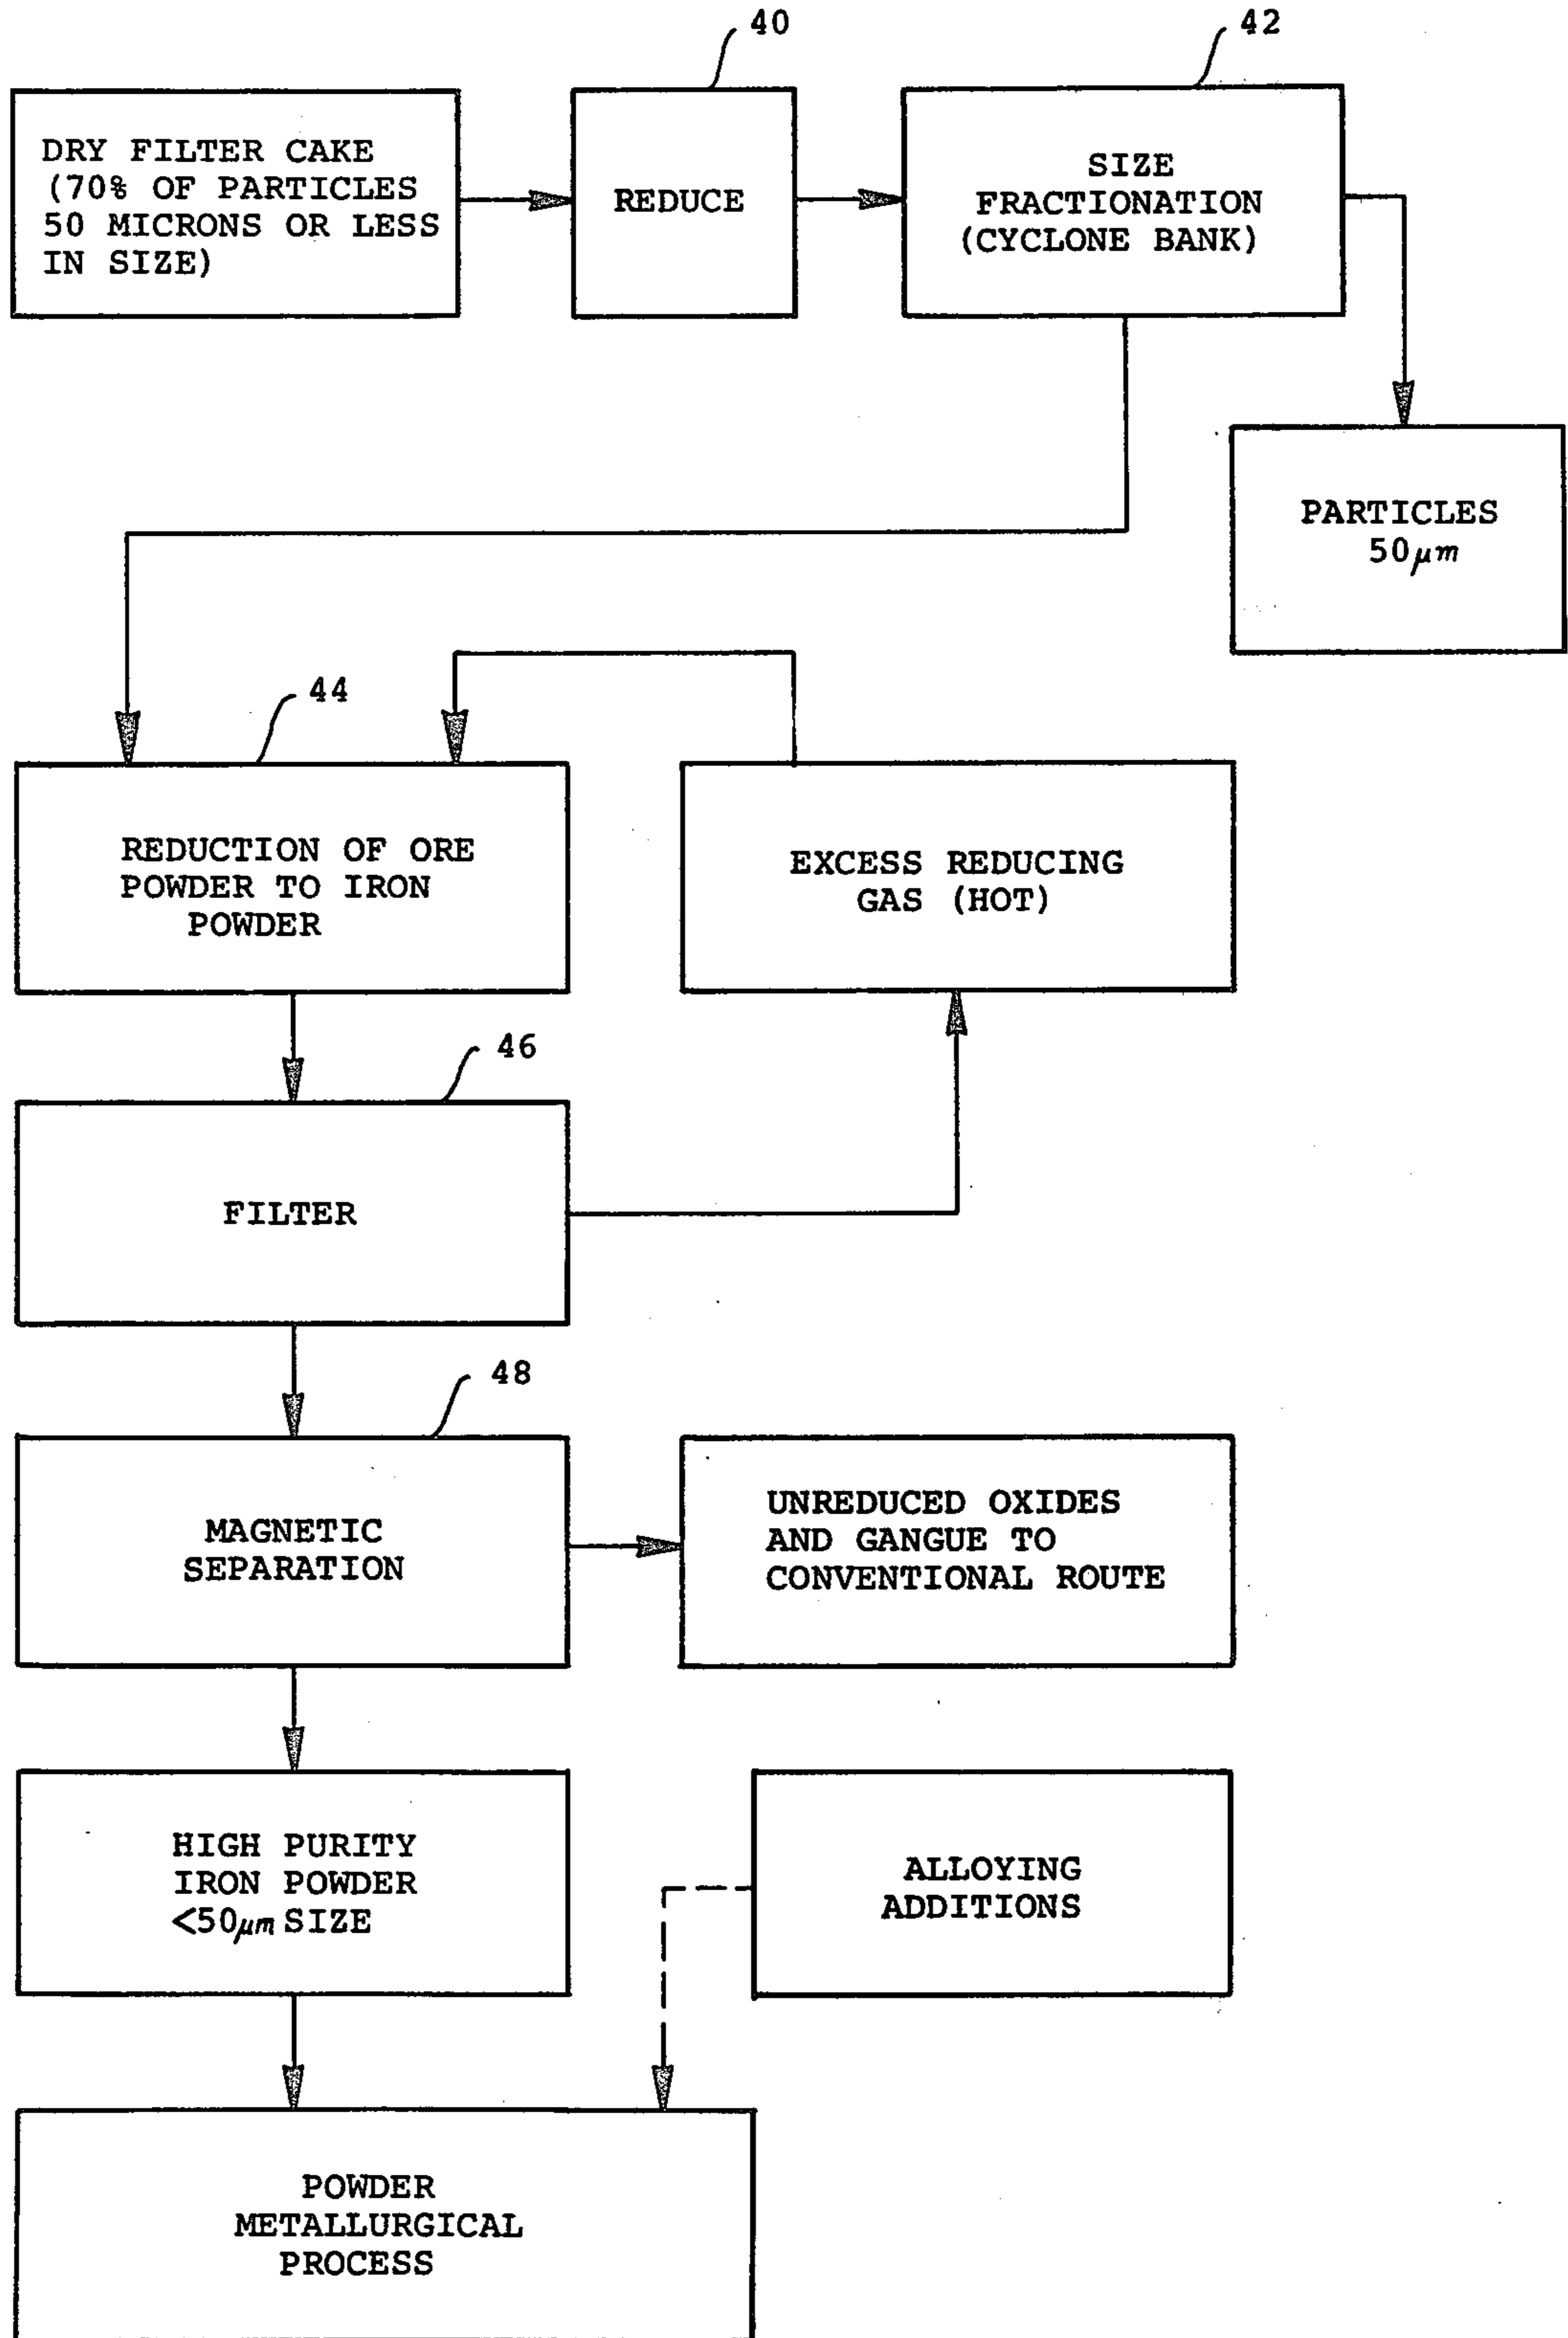 40
42
DRY FILTER CAKE
(70% OF PARTICLES
50 MICRONS OR LESS
IN SIZE)
REDUCE
SIZE
FRACTIONATION
(CYCLONE BANK)
PARTICLES
50μm
44
REDUCTION OF ORE
POWDER TO IRON
POWDER
EXCESS REDUCING
GAS (HOT)
46
FILTER
48
MAGNETIC
SEPARATION
UNREDUCED OXIDES
AND GANGUE TO
CONVENTIONAL ROUTE
HIGH PURITY
IRON POWDER
<50μm SIZE
ALLOYING
ADDITIONS
POWDER
METALLURGICAL
PROCESS